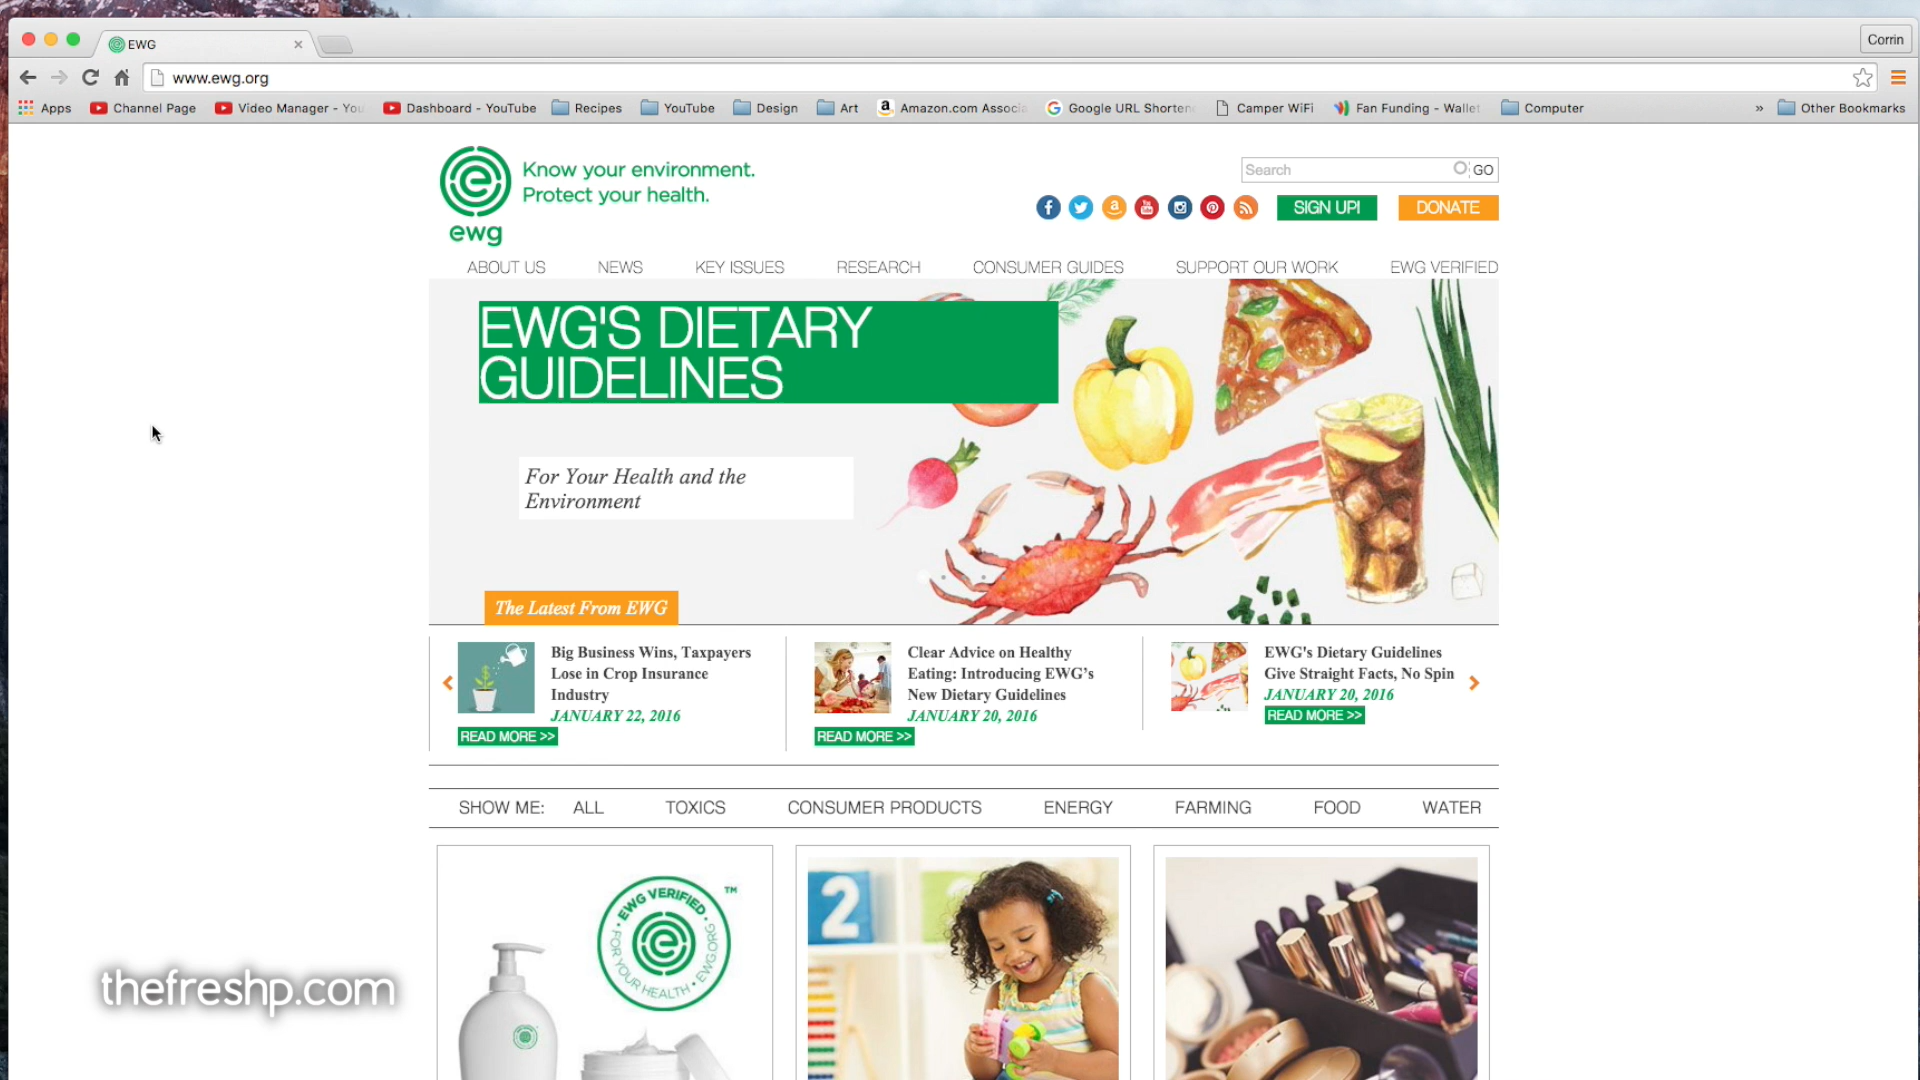 EWG
Corrin
www.ewg.org
Apps
Channel Page
Video Manager - You
Dashboard - YouTube
Recipes
YouTube
Design
Art
Amazon.com Associa
Google URL Shorten
Camper WiFi
Fan Funding - Wallet
Computer
»
Other Bookmarks
Know your environment.
Protect your health.
ewg
Search
GO
SIGN UP!
DONATE
ABOUT US
NEWS
KEY ISSUES
RESEARCH
CONSUMER GUIDES
SUPPORT OUR WORK
EWG VERIFIED
EWG'S DIETARY
GUIDELINES
For Your Health and the
Environment
The Latest From EWG
Big Business Wins, Taxpayers
Lose in Crop Insurance
Industry
JANUARY 22, 2016
READ MORE >>
Clear Advice on Healthy
Eating: Introducing EWG’s
New Dietary Guidelines
JANUARY 20, 2016
READ MORE >>
EWG's Dietary Guidelines
Give Straight Facts, No Spin
JANUARY 20, 2016
READ MORE >>
SHOW ME:
ALL
TOXICS
CONSUMER PRODUCTS
ENERGY
FARMING
FOOD
WATER
EWG VERIFIED ™
• FOR YOUR HEALTH • EWG.ORG •
2
thefreshp.com